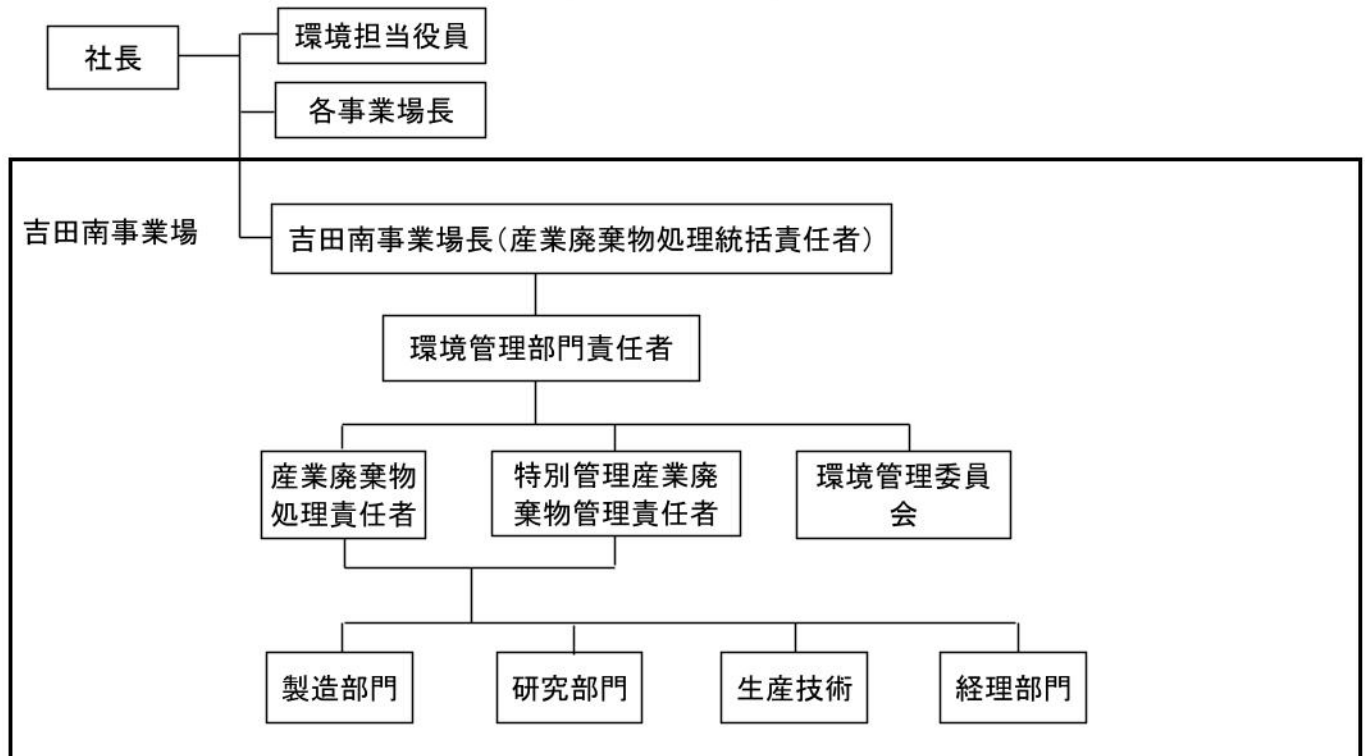 社長
環境担当役員
各事業場長
吉田南事業場
吉田南事業場長(産業廃棄物処理統括責任者)
環境管理部門責任者
産業廃棄物
処理責任者
特別管理産業廃
棄物管理責任者
環境管理委員
会
製造部門
研究部門
生産技術
経理部門